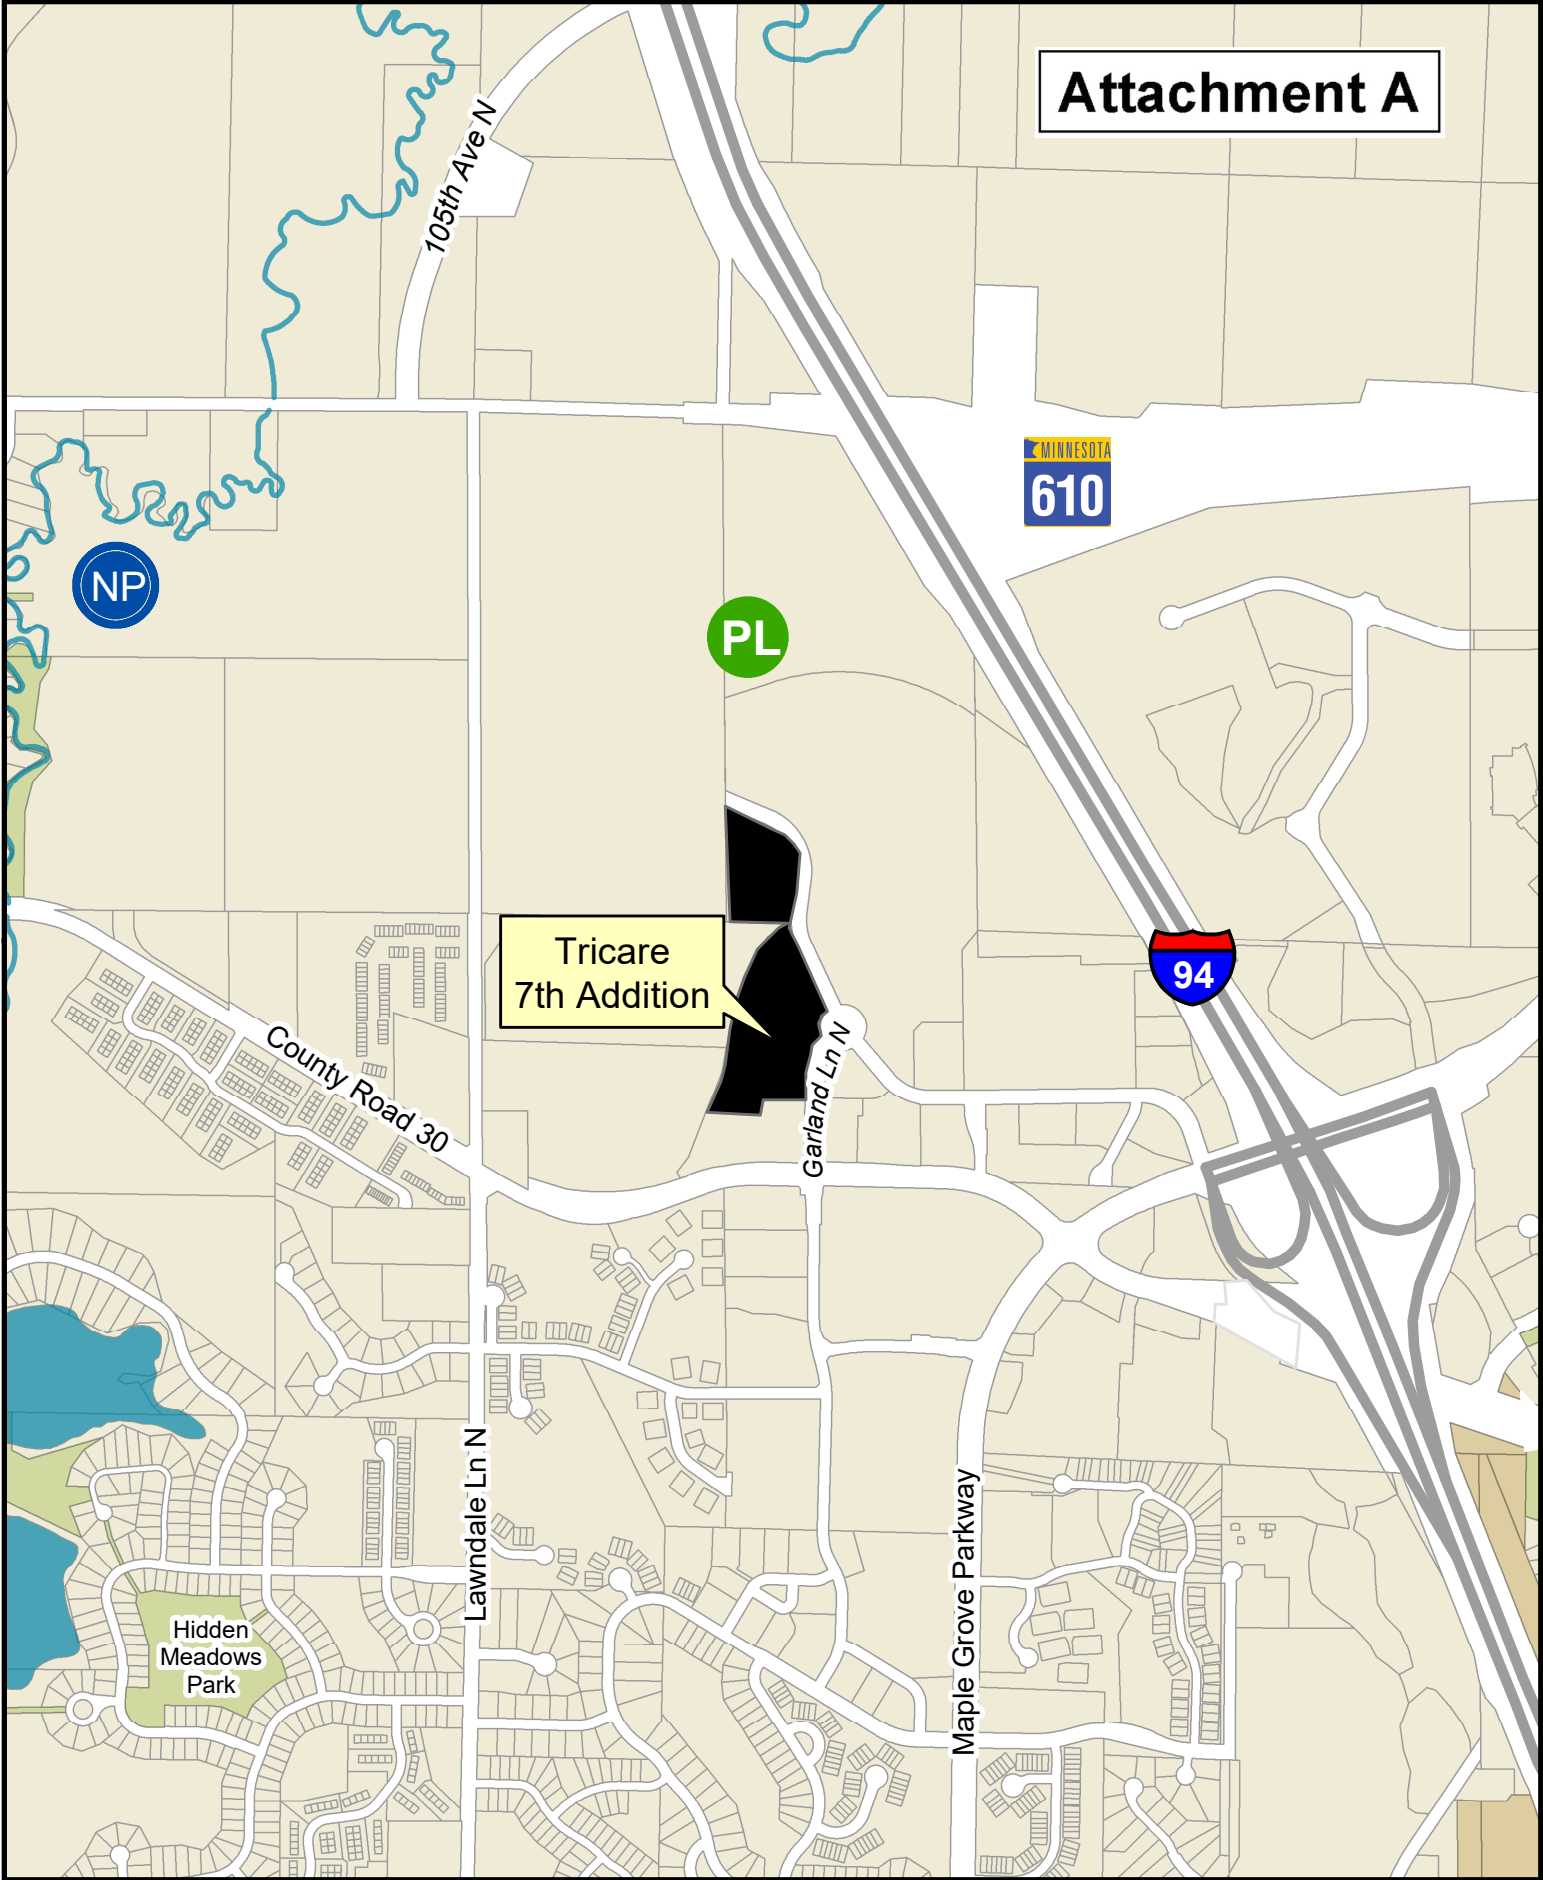 Attachment A
105th Ave N
MINNESOTA
610
NP
PL
Tricare
7th Addition
94
Garland Ln N
County Road 30
Lawndale Ln N
Maple Grove Parkway
Hidden
Meadows
Park